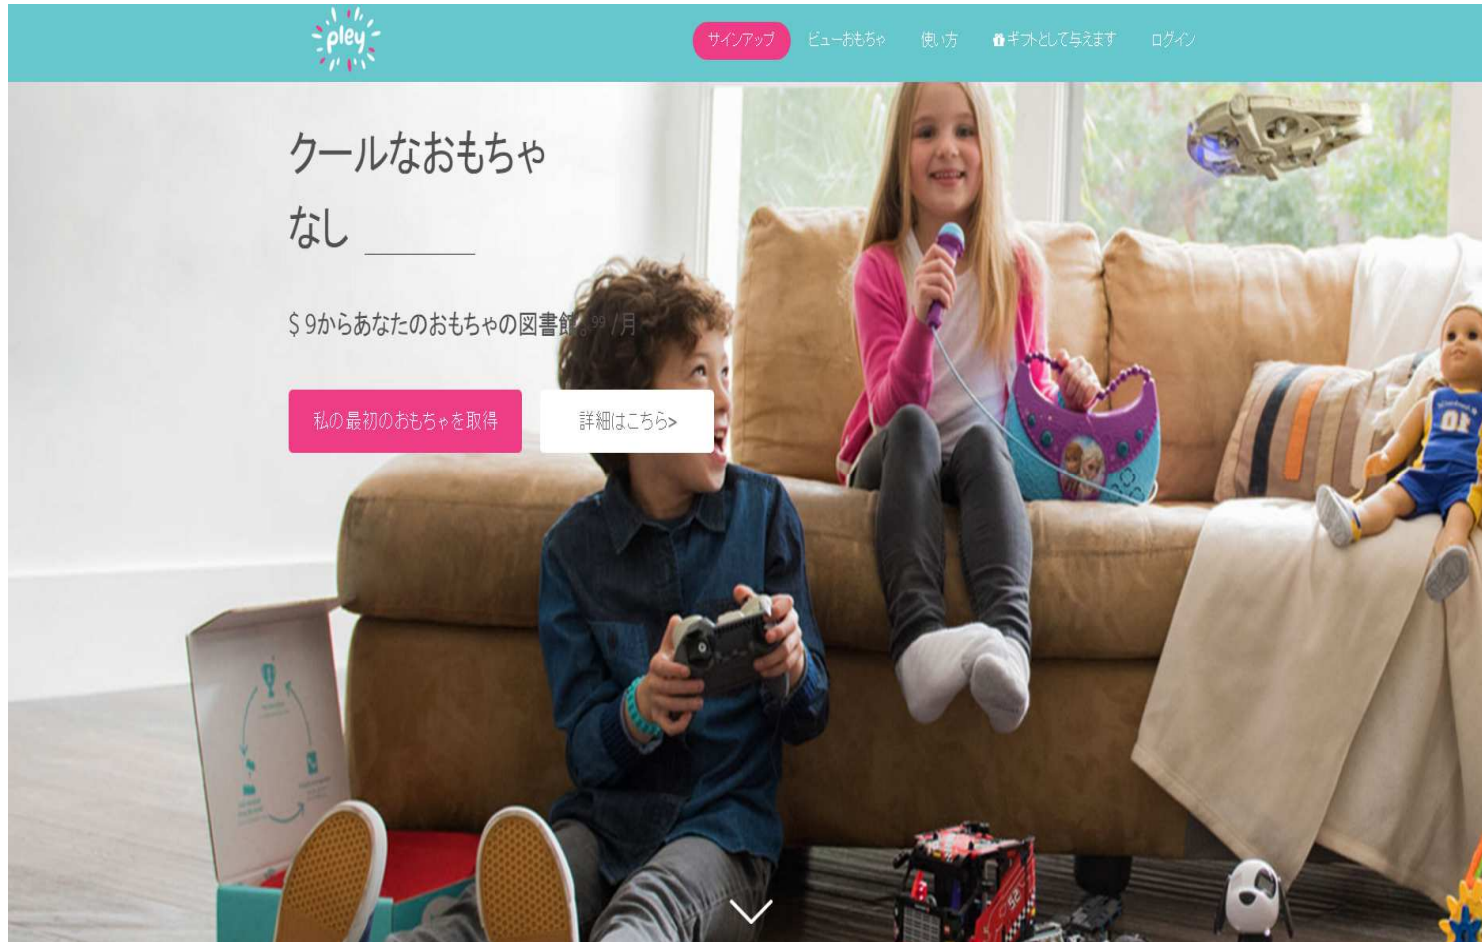 pley
サインアップ
ビューおもちゃ
使い方
ギフトとして与えます
ログイン
クールなおもちゃ
なし ______
$ 9からあなたのおもちゃの図書館 . 99 / 月
私の最初のおもちゃを取得
詳細はこちら>
01
52